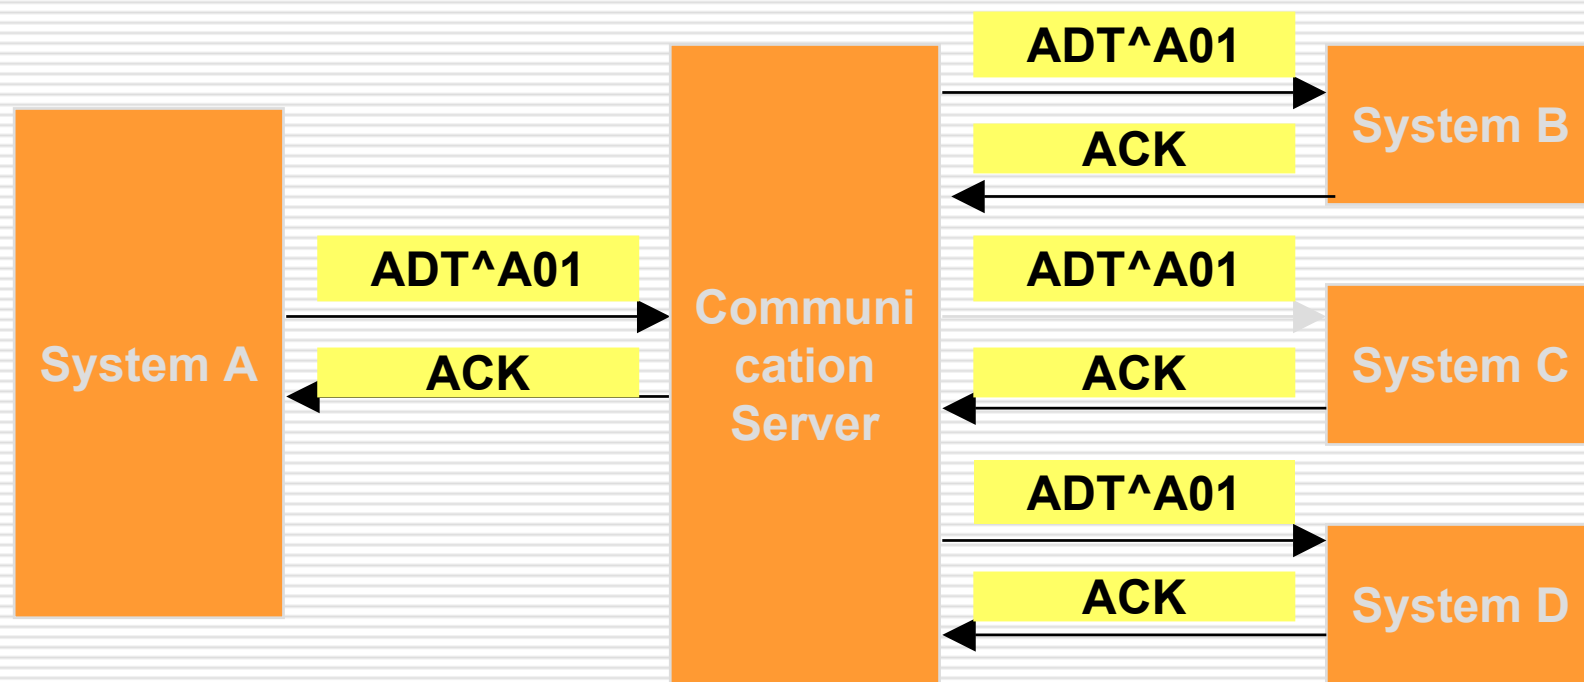 System A
ADT^A01
ACK
Communi
cation
Server
ADT^A01
ACK
System B
ADT^A01
ACK
System C
ADT^A01
ACK
System D